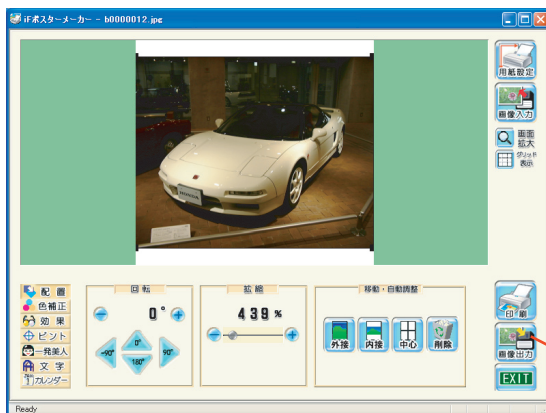 iFポスターメーカー - b0000012.jpg
用紙設定
画像入力
画面
拡大
グリッド
表示
HONDA
配置
色補正
効果
ピント
一発美人
文字
カレンダー
回転
0°
-90°
0°
90°
180°
拡縮
439 %
移動・自動調整
外接
内接
中心
削除
印刷
画像出力
EXIT
Ready